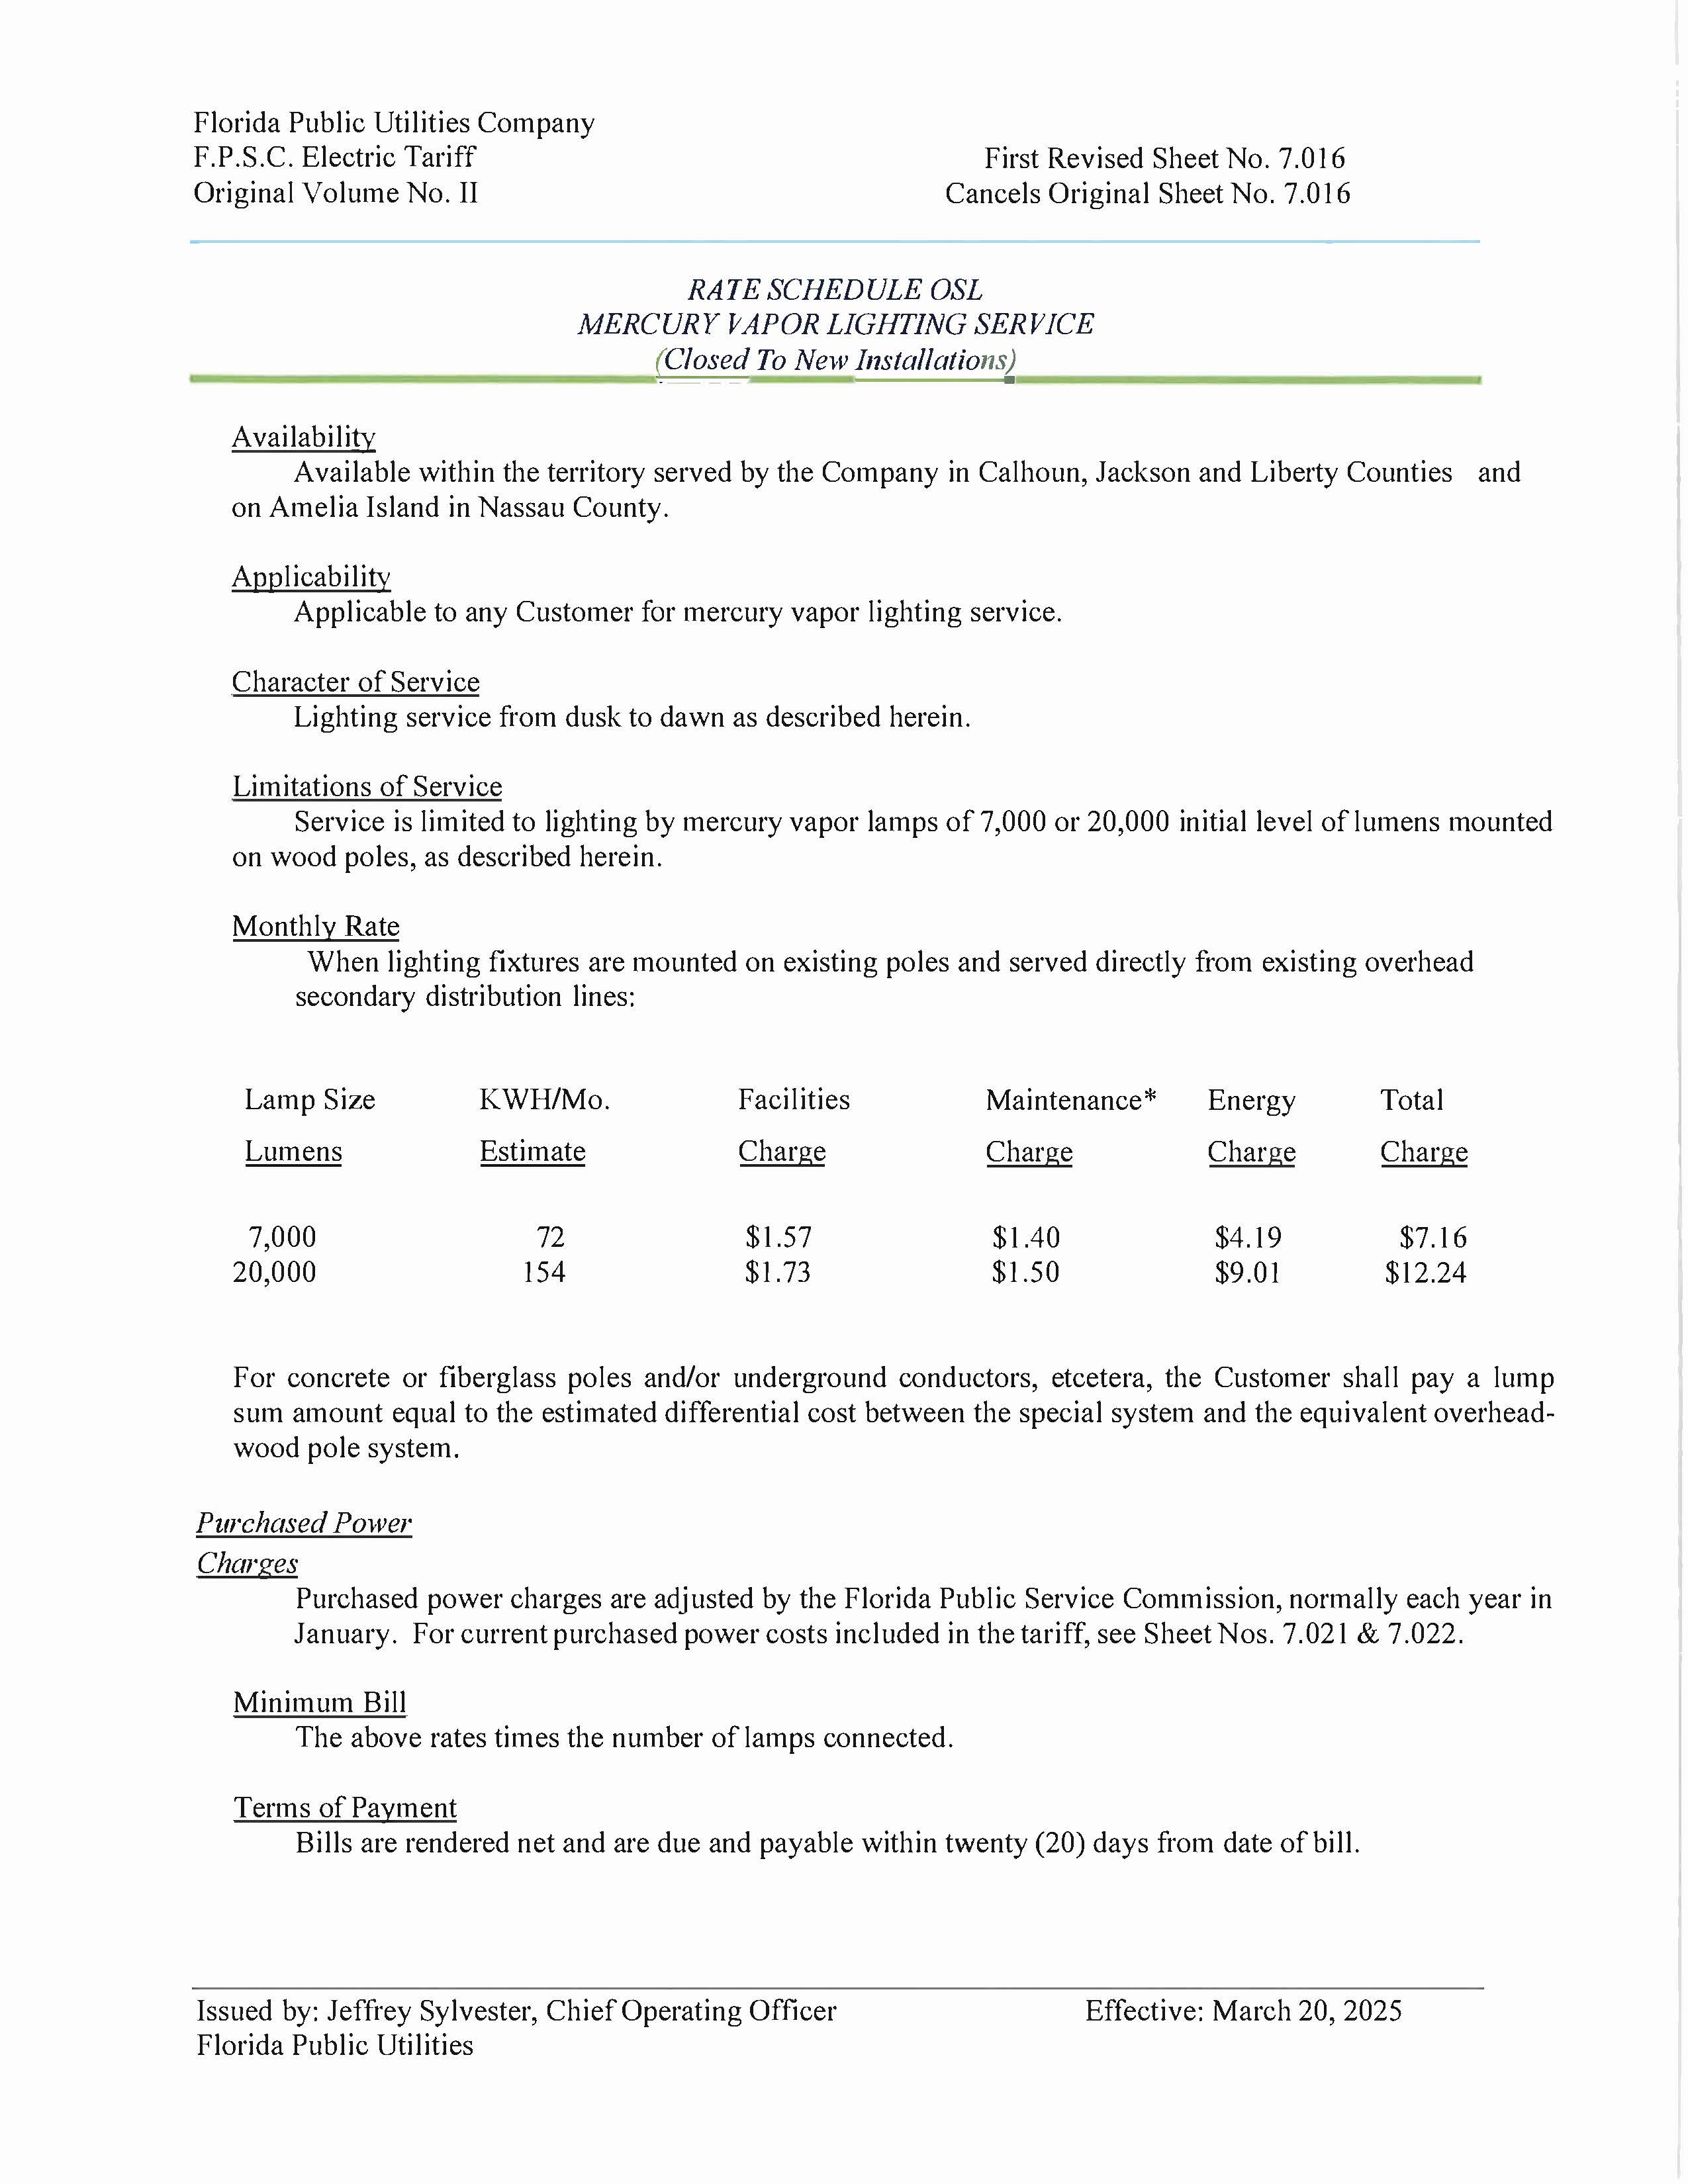 Florida Public Utilities Company
F.P.S.C. Electric Tariff
First Revised Sheet No. 7.016
Original Volume No. II
Cancels Original Sheet No. 7.016
RATE SCHEDULE OSL
MERCURY VAPOR LIGHTING SERVICE
(Closed To New Installations)
Availability
Available within the territory served by the Company in Calhoun, Jackson and Liberty Counties and
on Amelia Island in Nassau County.
Applicability
Applicable to any Customer for mercury vapor lighting service.
Character of Service
Lighting service from dusk to dawn as described herein.
Limitations of Service
Service is limited to lighting by mercury vapor lamps of 7,000 or 20,000 initial level of lumens mounted
on wood poles, as described herein.
Monthly Rate
When lighting fixtures are mounted on existing poles and served directly from existing overhead
secondary distribution lines:
Lamp Size KWH/Mo. Facilities Maintenance* Energy Total
Lumens Estimate Charge Charge Charge Charge
7,000 72 $1.57 $1.40 $4.19 $7.16
20,000 154 $1.73 $1.50 $9.01 $12.24
For concrete or fiberglass poles and/or underground conductors, etcetera, the Customer shall pay a lump
sum amount equal to the estimated differential cost between the special system and the equivalent overhead-
wood pole system.
Purchased Power
Charges
Purchased power charges are adjusted by the Florida Public Service Commission, normally each year in
January. For current purchased power costs included in the tariff, see Sheet Nos. 7.021 & 7.022.
Minimum Bill
The above rates times the number of lamps connected.
Terms of Payment
Bills are rendered net and are due and payable within twenty (20) days from date of bill.
Issued by: Jeffrey Sylvester, Chief Operating Officer Effective: March 20, 2025
Florida Public Utilities